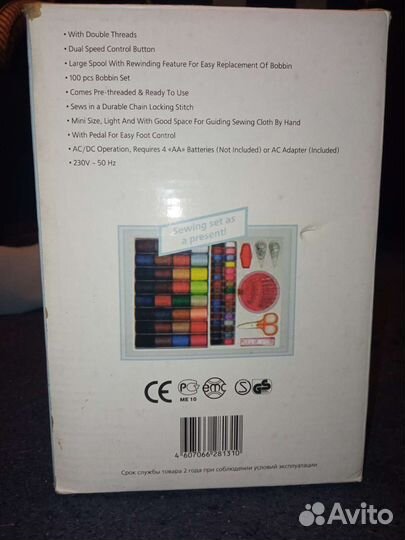 • With Double Threads
• Dual Speed Control Button
• Large Spool With Rewinding Feature For Easy Replacement Of Bobbin
• 100 pcs Bobbin Set
• Comes Pre-threaded & Ready To Use
• Sews in a Durable Chain Locking Stitch
• Mini Size, Light And With Good Space For Guiding Sewing Cloth By Hand
• With Pedal For Easy Foot Control
• AC/DC Operation, Requires 4 «AA» Batteries (Not Included) or AC Adapter (Included)
• 230V ~ 50 Hz
Sewing set as
a present!
CE
PC
ME 10
emc
S
GS
4 607066 281310
Срок службы товара 2 года при соблюдении условий эксплуатации
Avito